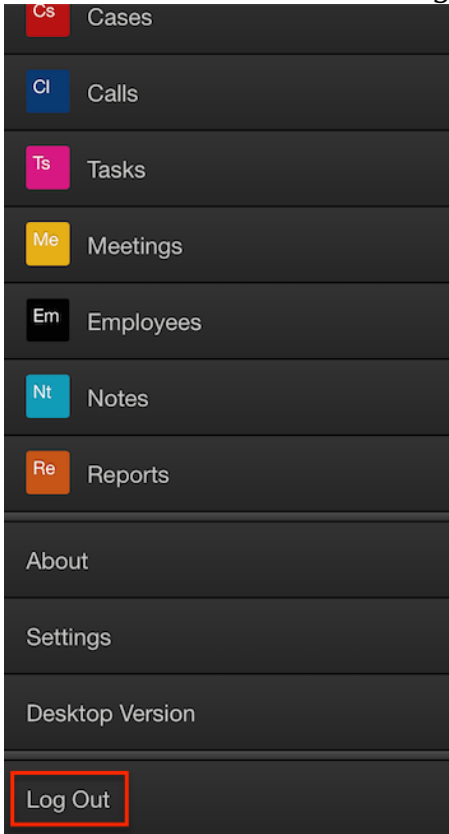 Cs Cases
Cl Calls
Ts Tasks
Me Meetings
Em Employees
Nt Notes
Re Reports
About
Settings
Desktop Version
Log Out